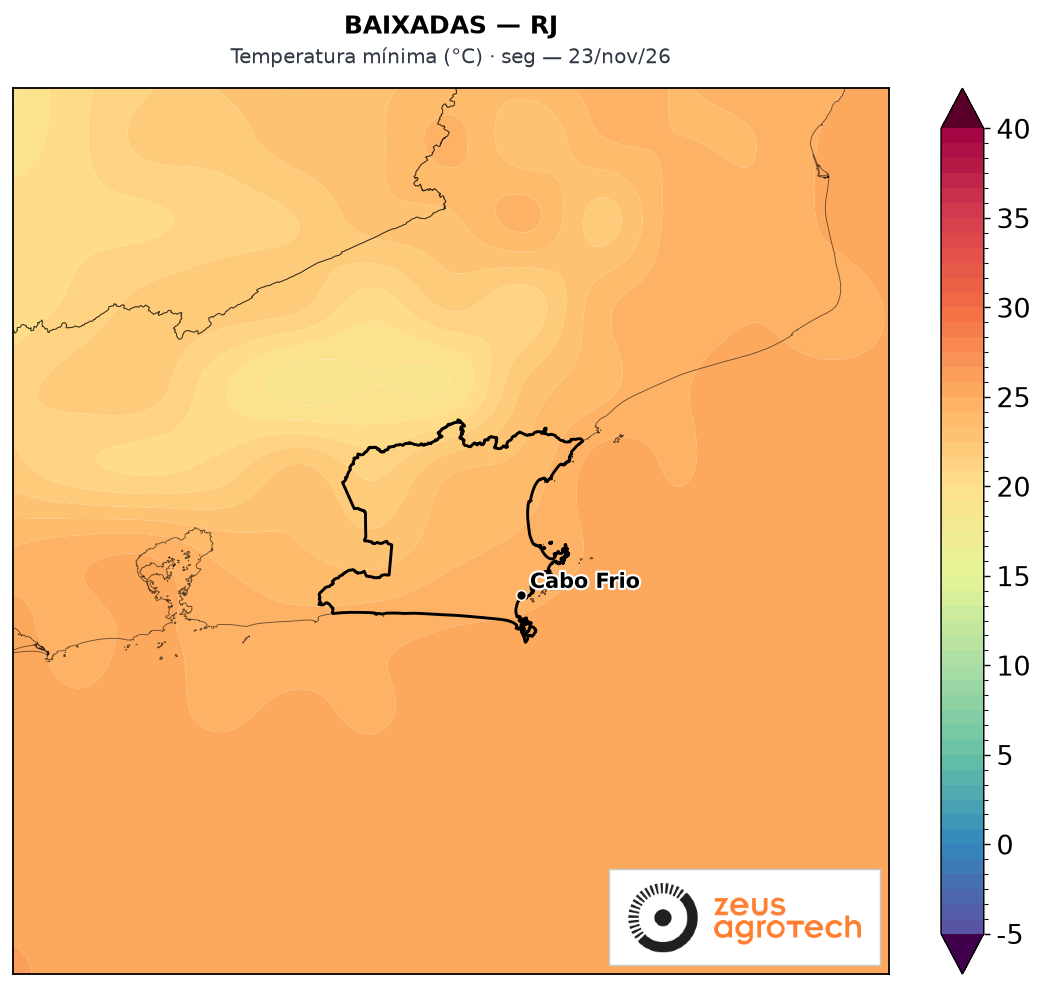 BAIXADAS — RJ
Temperatura mínima (°C) · seg — 23/nov/26
40
35
30
25
20
15
10
5
0
-5
Cabo Frio
zeus
agrotech